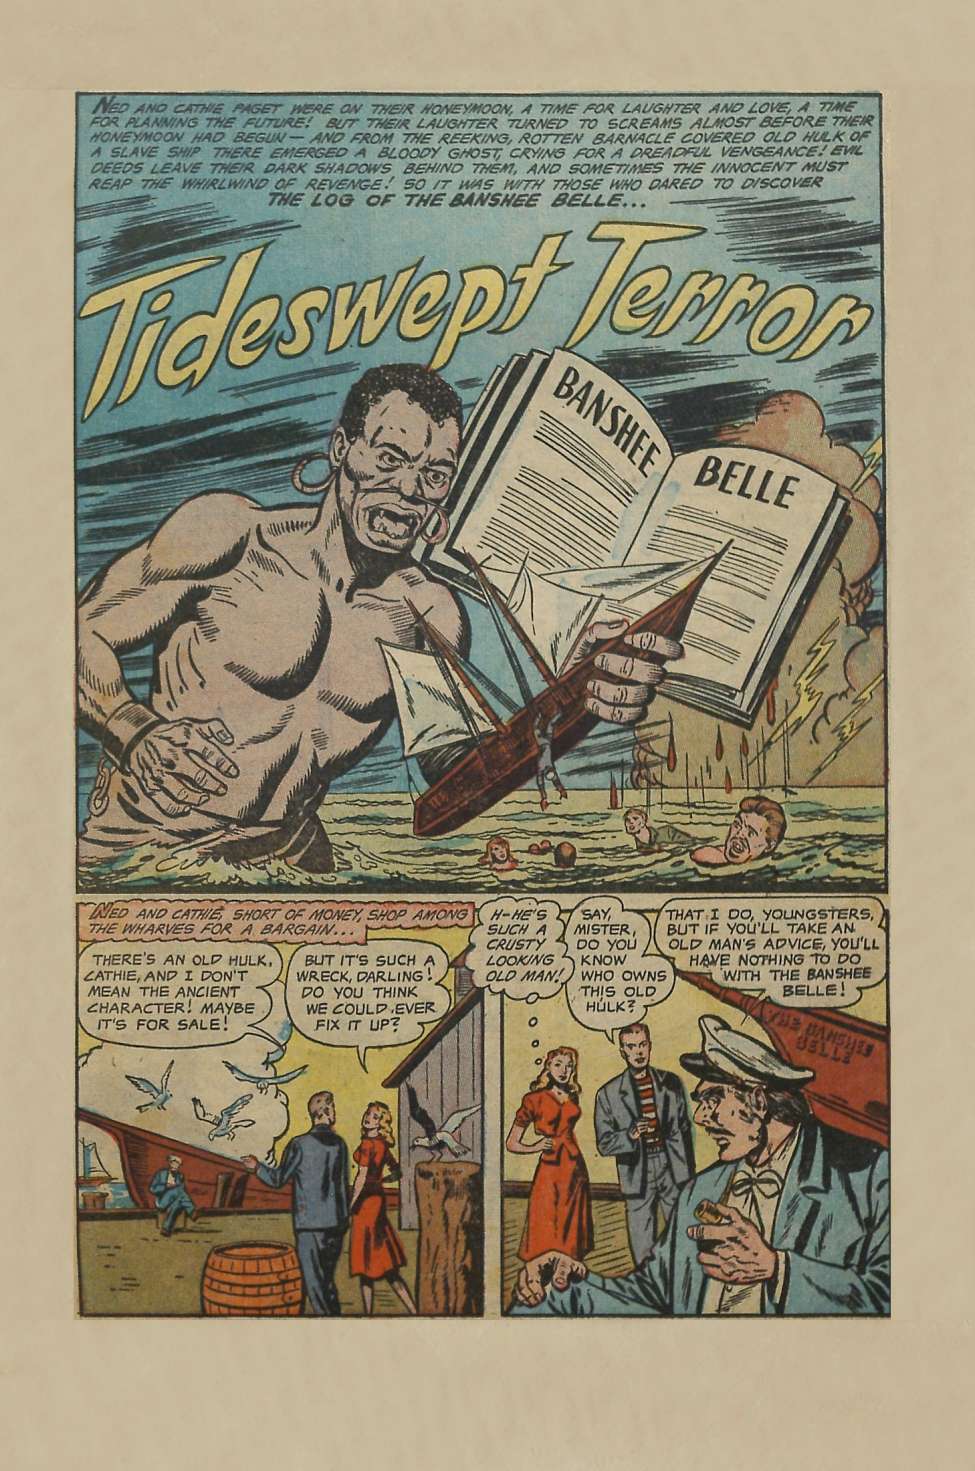 NED AND CATHIE PAGET WERE ON THEIR HONEYMOON, A TIME FOR LAUGHTER AND LOVE, A TIME
FOR PLANNING THE FUTURE! BUT THEIR LAUGHTER TURNED TO SCREAMS ALMOST BEFORE THEIR
HONEYMOON HAD BEGUN — AND FROM THE REEKING, ROTTEN BARNACLE COVERED OLD HULK OF
A SLAVE SHIP THERE EMERGED A BLOODY GHOST, CRYING FOR A DREADFUL VENGEANCE! EVIL
DEEDS LEAVE THEIR DARK SHADOWS BEHIND THEM, AND SOMETIMES THE INNOCENT MUST
REAP THE WHIRLWIND OF REVENGE! SO IT WAS WITH THOSE WHO DARED TO DISCOVER
THE LOG OF THE BANSHEE BELLE...
Tideswept Terror
BANSHEE
BELLE
NED AND CATHIE, SHORT OF MONEY, SHOP AMONG
THE WHARVES FOR A BARGAIN...
THERE'S AN OLD HULK,
CATHIE, AND I DON'T
MEAN THE ANCIENT
CHARACTER! MAYBE
IT'S FOR SALE!
BUT IT'S SUCH A
WRECK, DARLING!
DO YOU THINK
WE COULD EVER
FIX IT UP?
H-HE'S
SUCH A
CRUSTY
LOOKING
OLD MAN!
SAY,
MISTER,
DO YOU
KNOW
WHO OWNS
THIS OLD
HULK?
THAT I DO, YOUNGSTERS,
BUT IF YOU'LL TAKE AN
OLD MAN'S ADVICE, YOU'LL
HAVE NOTHING TO DO
WITH THE BANSHEE
BELLE!
THE BANSHEE
BELLE